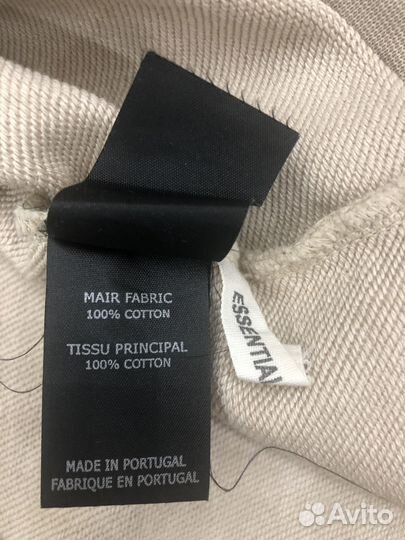 MAIR FABRIC
100% COTTON
TISSU PRINCIPAL
100% COTTON
MADE IN PORTUGAL
FABRIQUE EN PORTUGAL
ESSENTIA
Avito